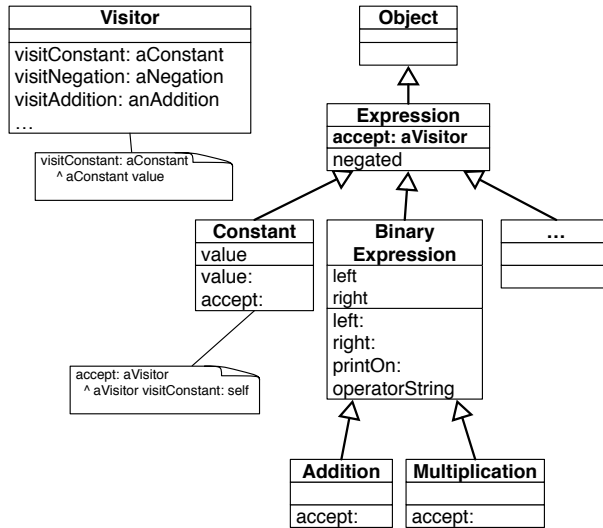 Visitor
visitConstant: aConstant
visitNegation: aNegation
visitAddition: anAddition
...
visitConstant: aConstant
^ aConstant value
Object
Expression
accept: aVisitor
negated
Constant
value
value:
accept:
accept: aVisitor
^ aVisitor visitConstant: self
Binary
Expression
left
right
left:
right:
printOn:
operatorString
...
Addition
accept:
Multiplication
accept: